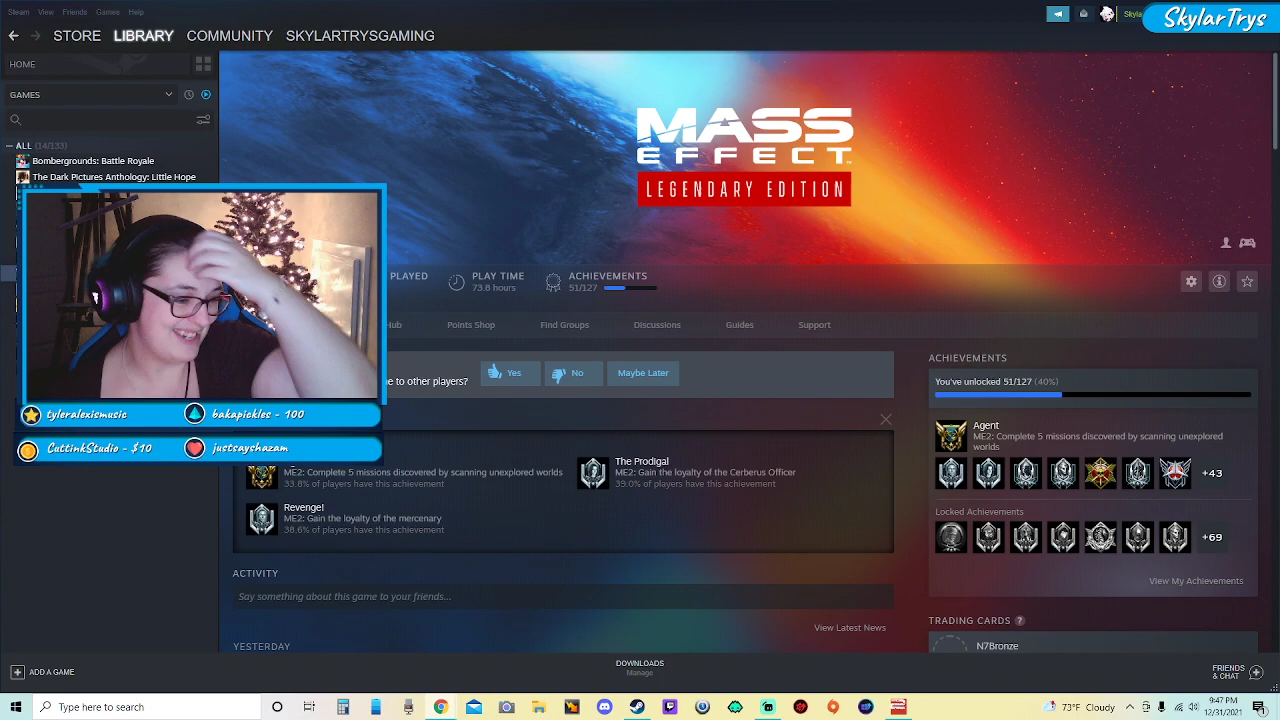 Steam View Friends Games Help
Skyla
SkylarTrys
STORE LIBRARY COMMUNITY SKYLARTRYSGAMING
HOME
GAMES
ALL (14/133)
Bomberground: Battle Heroes
The Dark Pictures Anthology: Little Hope
MASS
EFFECT
LEGENDARY EDITION
PLAYED
PLAY TIME
73.8 hours
ACHIEVEMENTS
51/127
Hub Points Shop Find Groups Discussions Guides Support
e to other players?
Yes
No
Maybe Later
tyleralexismusic
bakapickles - 100
CuttinkStudio - $10
justsayshazam
ME2: Complete 5 missions discovered by scanning unexplored worlds
33.8% of players have this achievement
The Prodigal
ME2: Gain the loyalty of the Cerberus Officer
39.0% of players have this achievement
Revenge!
ME2: Gain the loyalty of the mercenary
38.6% of players have this achievement
ACTIVITY
Say something about this game to your friends...
View Latest News
YESTERDAY
ACHIEVEMENTS
You've unlocked 51/127 (40%)
Agent
ME2: Complete 5 missions discovered by scanning unexplored
worlds
+43
Locked Achievements
+69
View My Achievements
TRADING CARDS ?
N7Bronze
ADD A GAME
DOWNLOADS
Manage
FRIENDS
& CHAT
Type here to search
73°F Cloudy
9:47 PM
12/31/2021